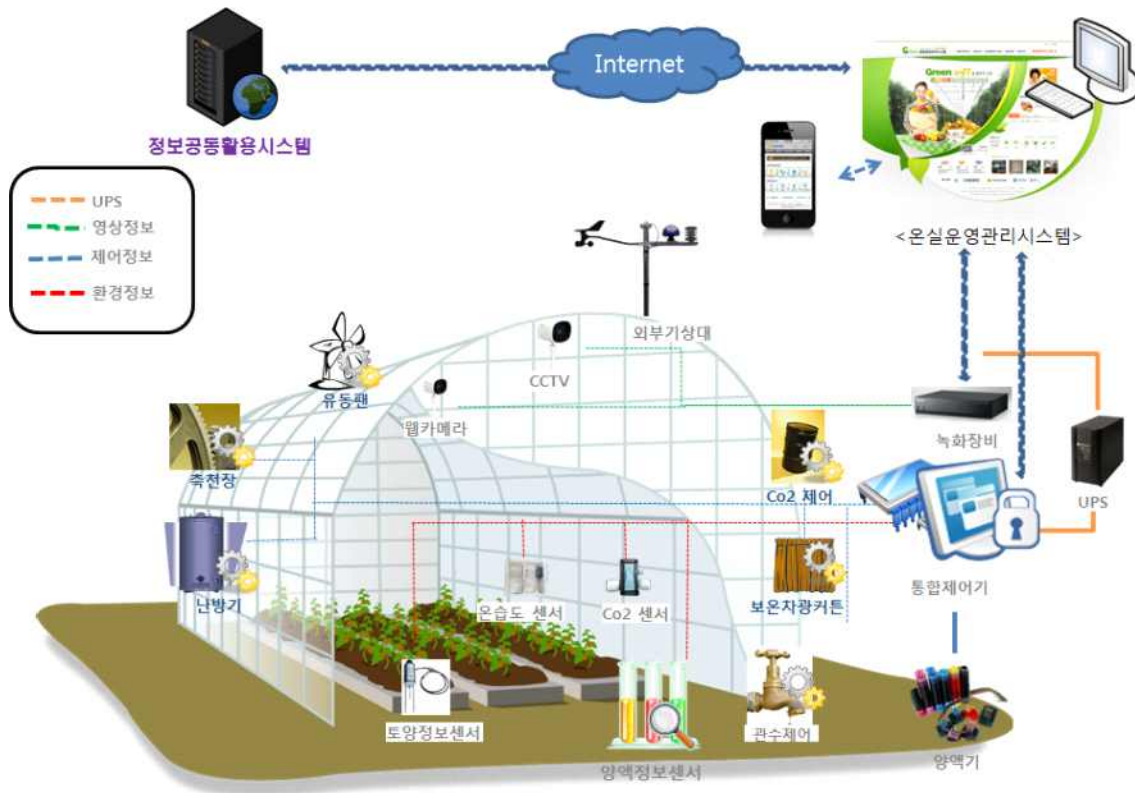 Internet
정보공동활용시스템
UPS
영상정보
제어정보
환경정보
Green
<온실운영관리시스템>
외부기상대
유동팬
CCTV
웹카메라
녹화장비
축천장
Co2 제어
UPS
통합제어기
난방기
온습도 센서
Co2 센서
보온차광커튼
토양정보센서
양액정보센서
관수제어
양액기